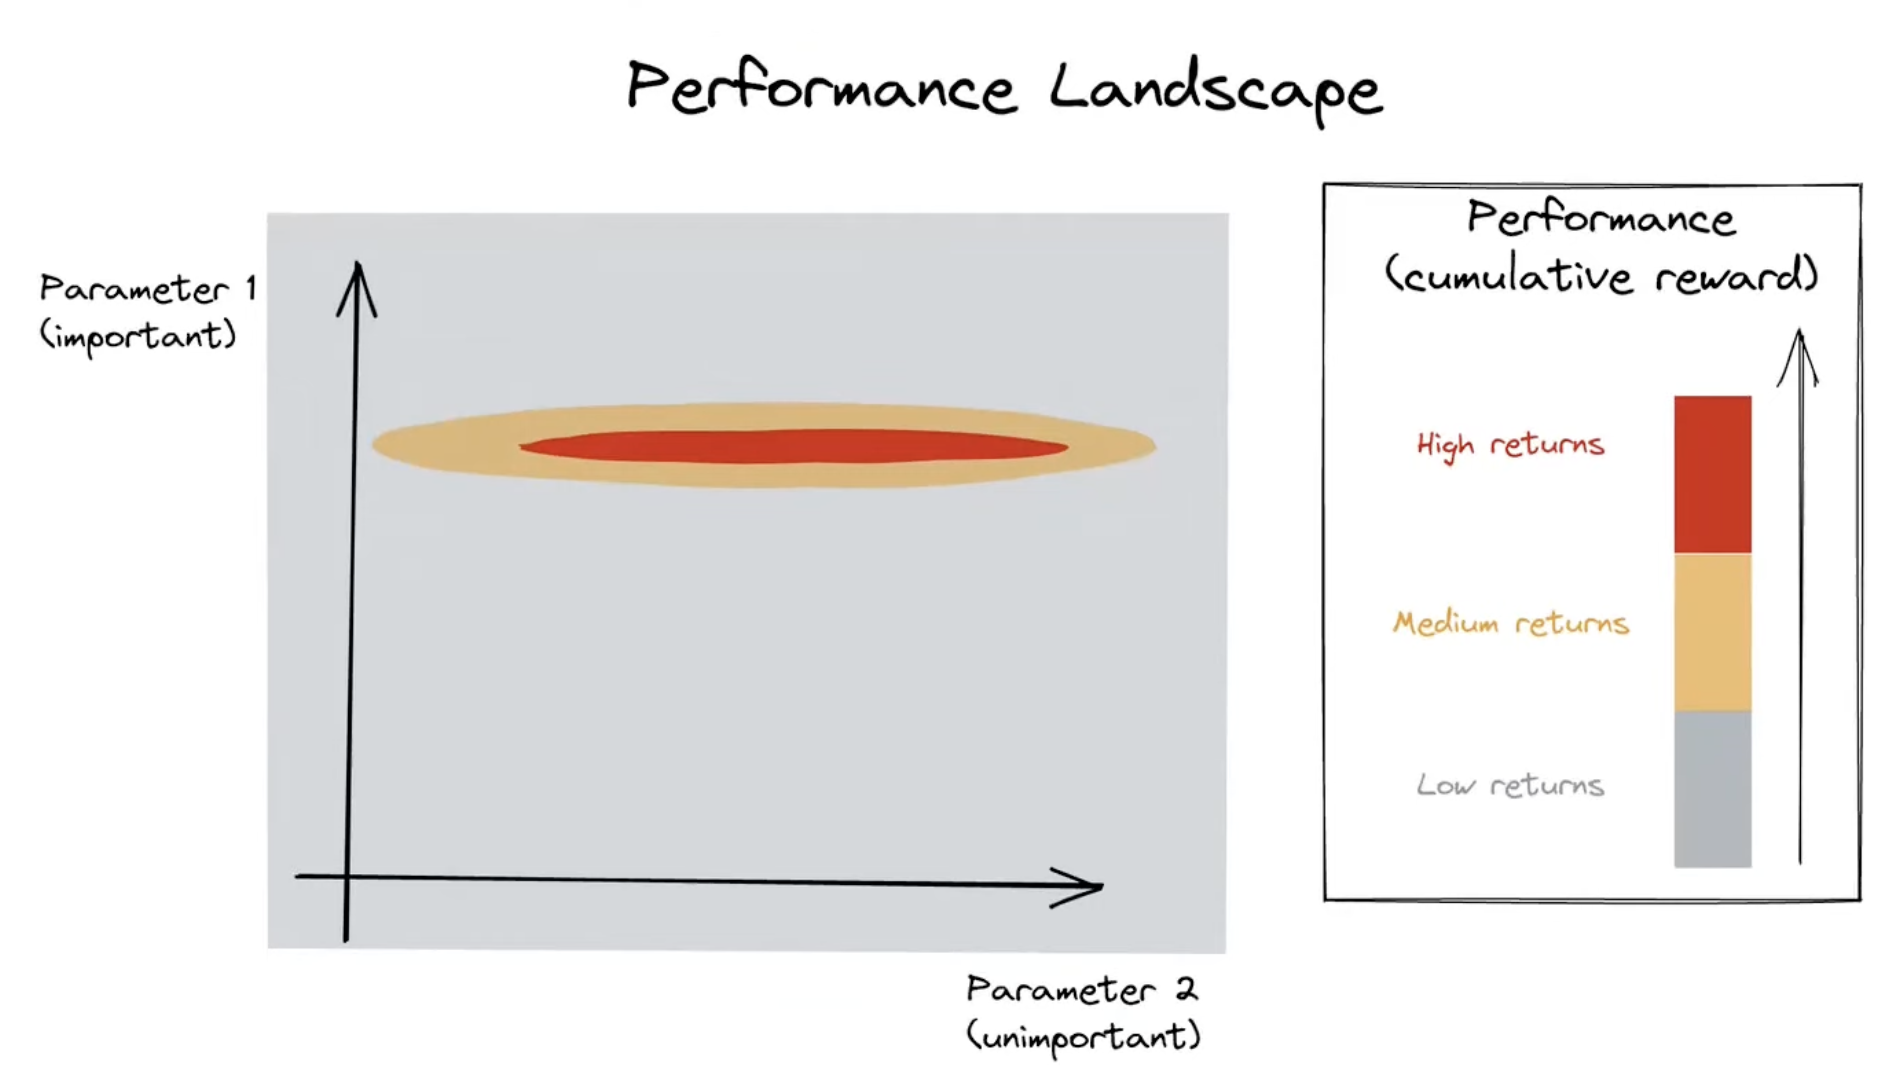 Performance Landscape
Parameter 1
(important)
Parameter 2
(unimportant)
Performance
(cumulative reward)
High returns
Medium returns
Low returns